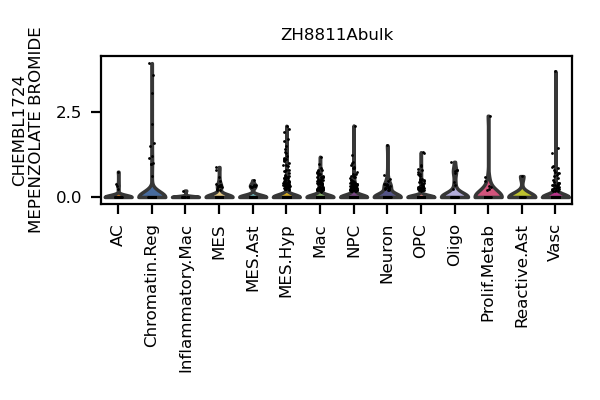 ZH8811Abulk
CHEMBL1724
MEPENZOLATE BROMIDE
2.5
0.0
AC
Chromatin.Reg
Inflammatory.Mac
MES
MES.Ast
MES.Hyp
Mac
NPC
Neuron
OPC
Oligo
Prolif.Metab
Reactive.Ast
Vasc